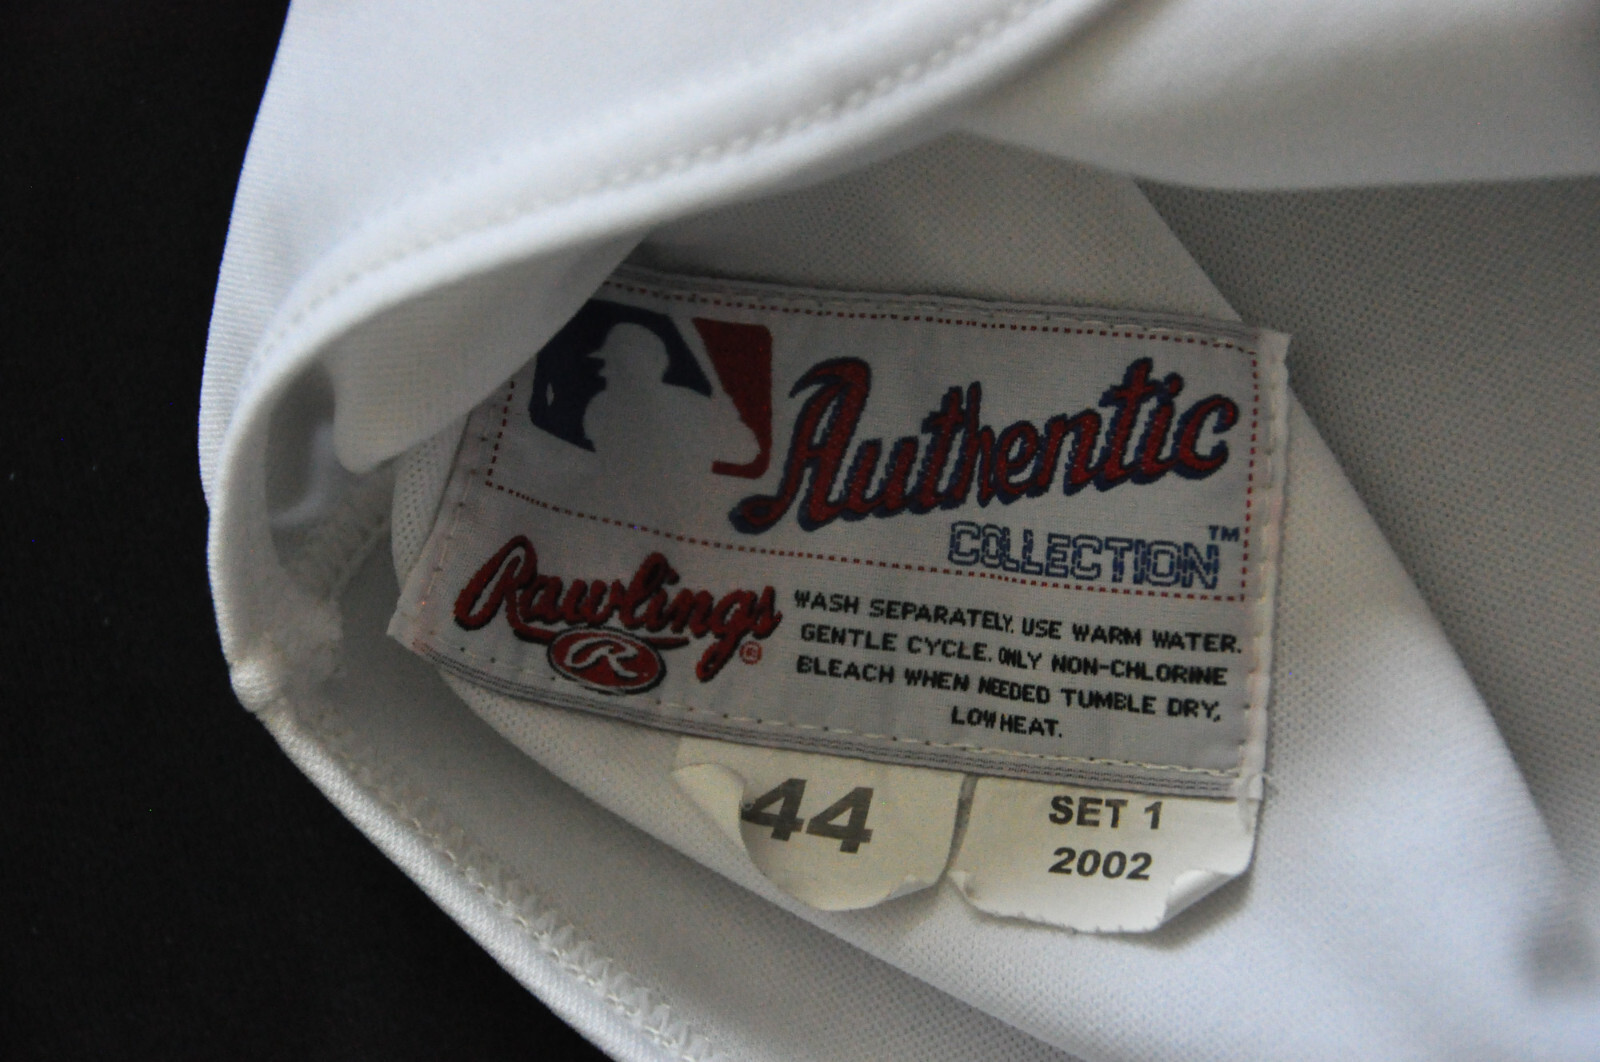 Authentic
COLLECTION™
Rawlings®
R
WASH SEPARATELY. USE WARM WATER.
GENTLE CYCLE. ONLY NON-CHLORINE
BLEACH WHEN NEEDED TUMBLE DRY,
LOW HEAT.
44
SET 1
2002